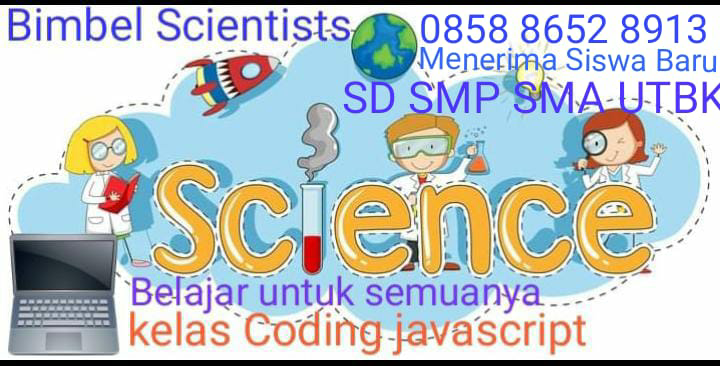 Bimbel Scientists
0858 8652 8913
Menerima Siswa Baru
SD SMP SMA UTBK
Science
Belajar untuk semuanya
kelas Coding javascript